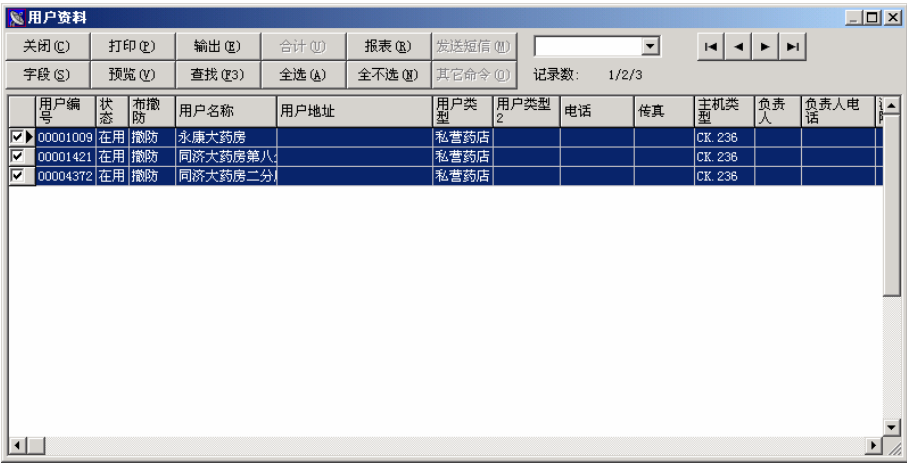 用户资料
关闭(C) 打印(P) 输出(E) 合计(U) 报表(R) 发送短信(M)
字段(S) 预览(V) 查找(F3) 全选(A) 全不选(N) 其它命令(O) 记录数: 1/2/3
用户编号 状态 布撤防 用户名称 用户地址 用户类型 用户类型2 电话 传真 主机类型 负责人 负责人电话
00001009 在用 撤防 永康大药房 私营药店 CK.236
00001421 在用 撤防 同济大药房第八 私营药店 CK.236
00004372 在用 撤防 同济大药房二分 私营药店 CK.236